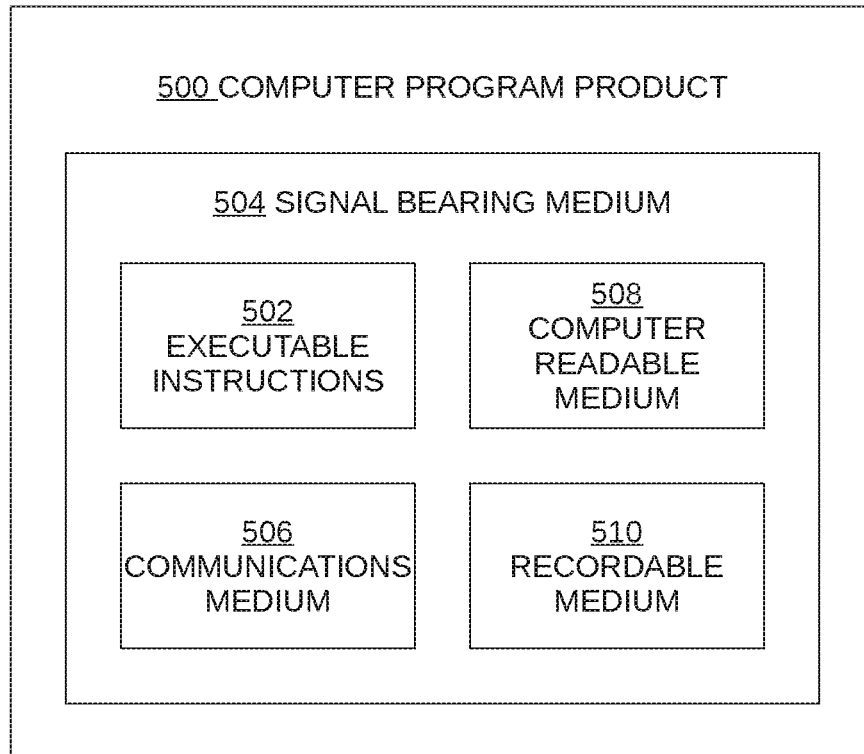 500 COMPUTER PROGRAM PRODUCT
504 SIGNAL BEARING MEDIUM
502
EXECUTABLE
INSTRUCTIONS
508
COMPUTER
READABLE
MEDIUM
506
COMMUNICATIONS
MEDIUM
510
RECORDABLE
MEDIUM